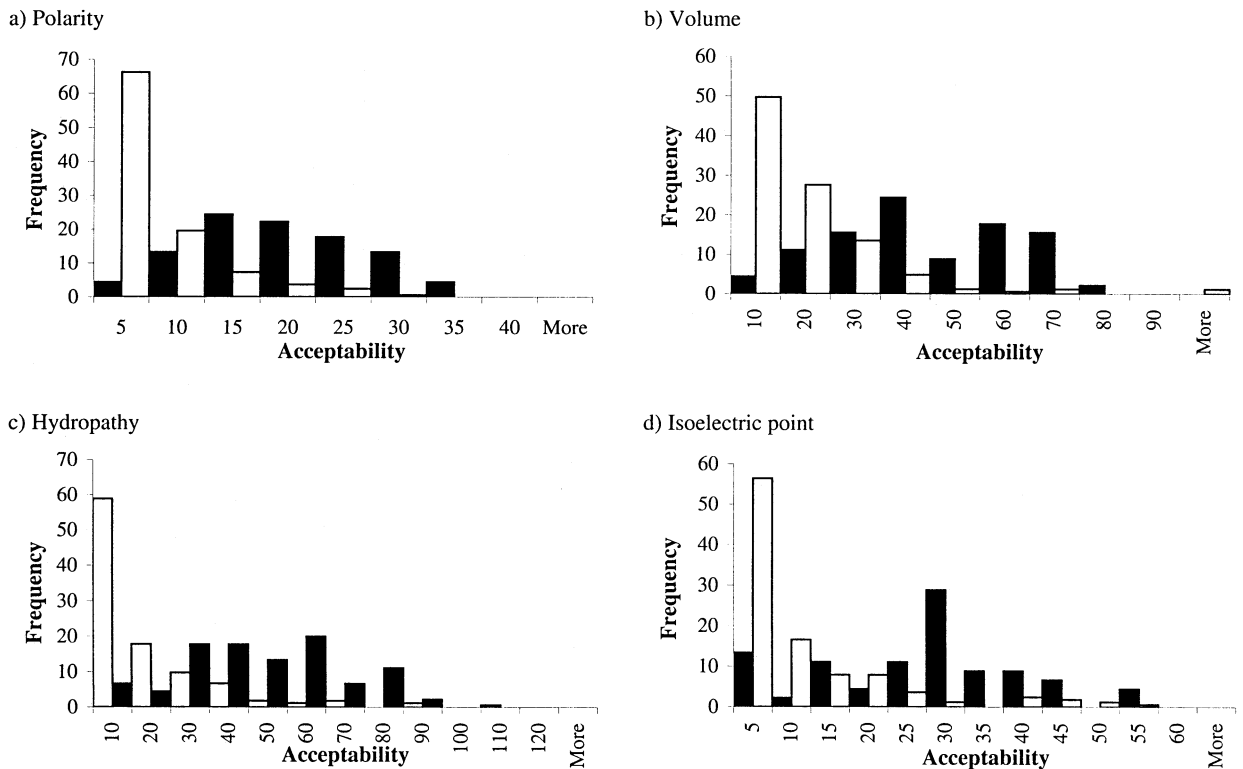 a) Polarity
70
60
50
40
30
20
10
0
Frequency
5 10 15 20 25 30 35 40 More
Acceptability
b) Volume
60
50
40
30
20
10
0
Frequency
10 20 30 40 50 60 70 80 90 More
Acceptability
c) Hydropathy
70
60
50
40
30
20
10
0
Frequency
10 20 30 40 50 60 70 80 90 100 110 120 More
Acceptability
d) Isoelectric point
60
50
40
30
20
10
0
Frequency
5 10 15 20 25 30 35 40 45 50 55 60 More
Acceptability